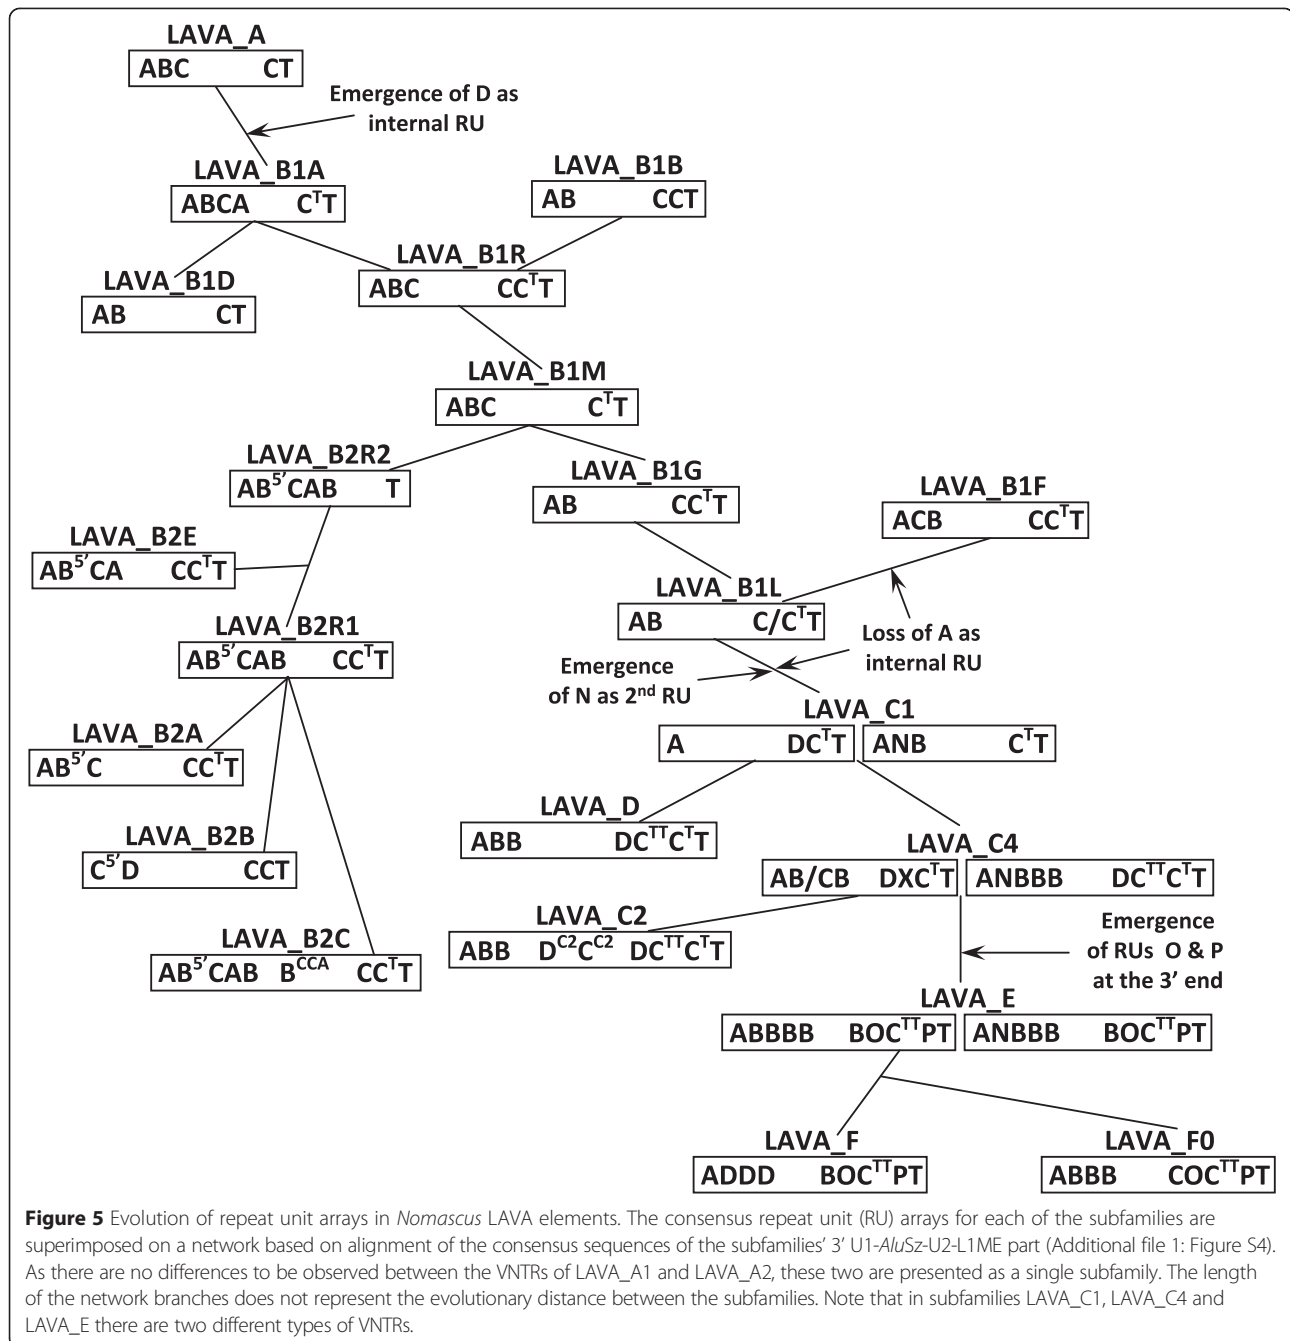 LAVA_A
ABC CT
Emergence of D as
internal RU
LAVA_B1A
ABCA CᵀT
LAVA_B1B
AB CCT
LAVA_B1R
ABC CCᵀT
LAVA_B1D
AB CT
LAVA_B1M
ABC CᵀT
LAVA_B2R2
AB⁵'CAB T
LAVA_B1G
AB CCᵀT
LAVA_B1F
ACB CCᵀT
LAVA_B2E
AB⁵'CA CCᵀT
LAVA_B1L
AB C/CᵀT
Loss of A as
internal RU
LAVA_B2R1
AB⁵'CAB CCᵀT
Emergence
of N as 2ⁿᵈ RU
LAVA_C1
A DCᵀT ANB CᵀT
LAVA_B2A
AB⁵'C CCᵀT
LAVA_D
ABB DCᵀᵀCᵀT
LAVA_B2B
C⁵'D CCT
LAVA_C4
AB/CB DXCᵀT ANBBB DCᵀᵀCᵀT
LAVA_C2
ABB D^C2C^C2 DCᵀᵀCᵀT
Emergence
of RUs O & P
at the 3' end
LAVA_B2C
AB⁵'CAB B^CCA CCᵀT
LAVA_E
ABBBB BOCᵀᵀPT ANBBB BOCᵀᵀPT
LAVA_F
ADDD BOCᵀᵀPT
LAVA_F0
ABBB COCᵀᵀPT
Figure 5 Evolution of repeat unit arrays in Nomascus LAVA elements. The consensus repeat unit (RU) arrays for each of the subfamilies are
superimposed on a network based on alignment of the consensus sequences of the subfamilies' 3' U1-AluSz-U2-L1ME part (Additional file 1: Figure S4).
As there are no differences to be observed between the VNTRs of LAVA_A1 and LAVA_A2, these two are presented as a single subfamily. The length
of the network branches does not represent the evolutionary distance between the subfamilies. Note that in subfamilies LAVA_C1, LAVA_C4 and
LAVA_E there are two different types of VNTRs.